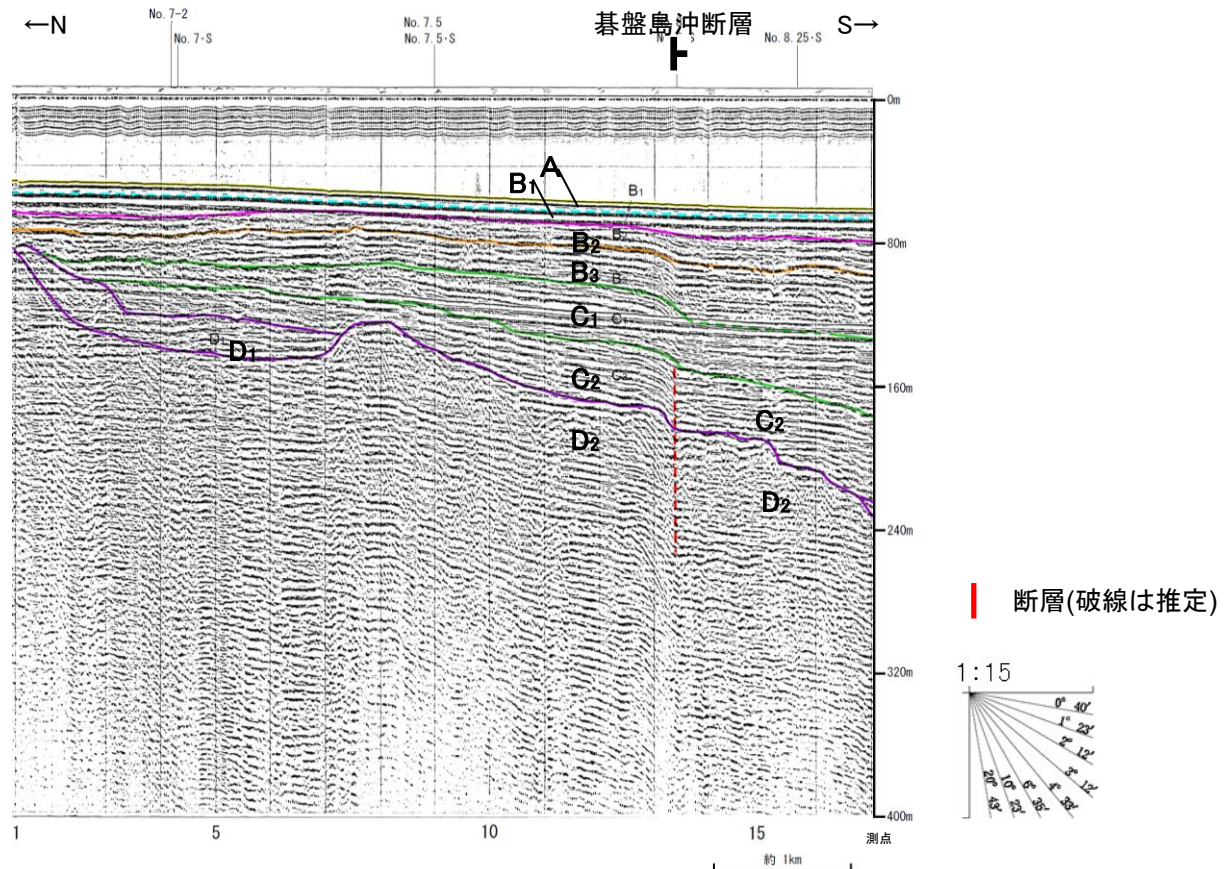 No. 7-2
←N
碁盤島沖断層
S→
No. 7・S
No. 7.5
No. 7.5・S
No. 8.25・S
0m
A
B1
B1
B2
80m
B3
C1
D
D1
C2
C2
160m
C2
D2
D2
240m
断層(破線は推定)
320m
1:15
0° 40′
1° 23′
2° 12′
3° 12′
4° 33′
6° 35′
10° 23′
20° 43′
400m
1
5
10
15
測点
約 1km